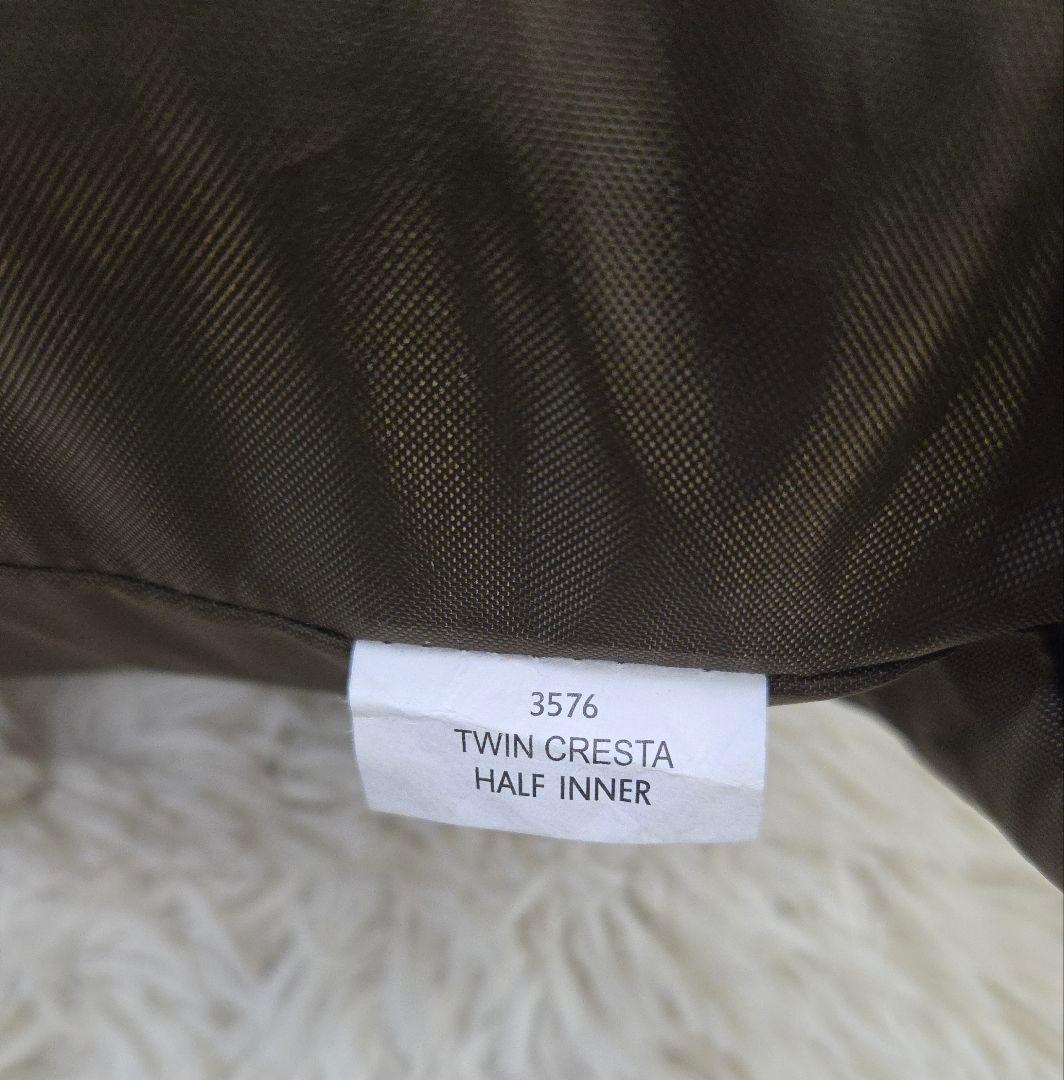 3576
TWIN CRESTA
HALF INNER